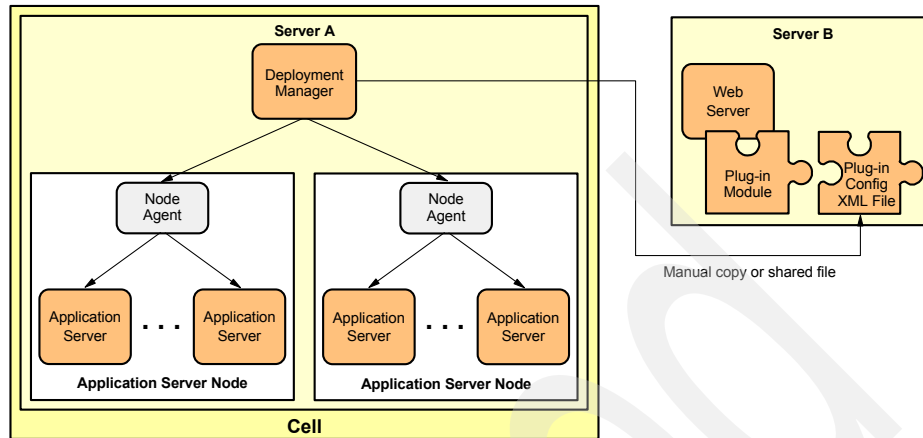 Server A
Deployment
Manager
Node
Agent
Node
Agent
Application
Server
. . .
Application
Server
Application
Server
. . .
Application
Server
Application Server Node
Application Server Node
Cell
Server B
Web
Server
Plug-in
Module
Plug-in
Config
XML File
Manual copy or shared file